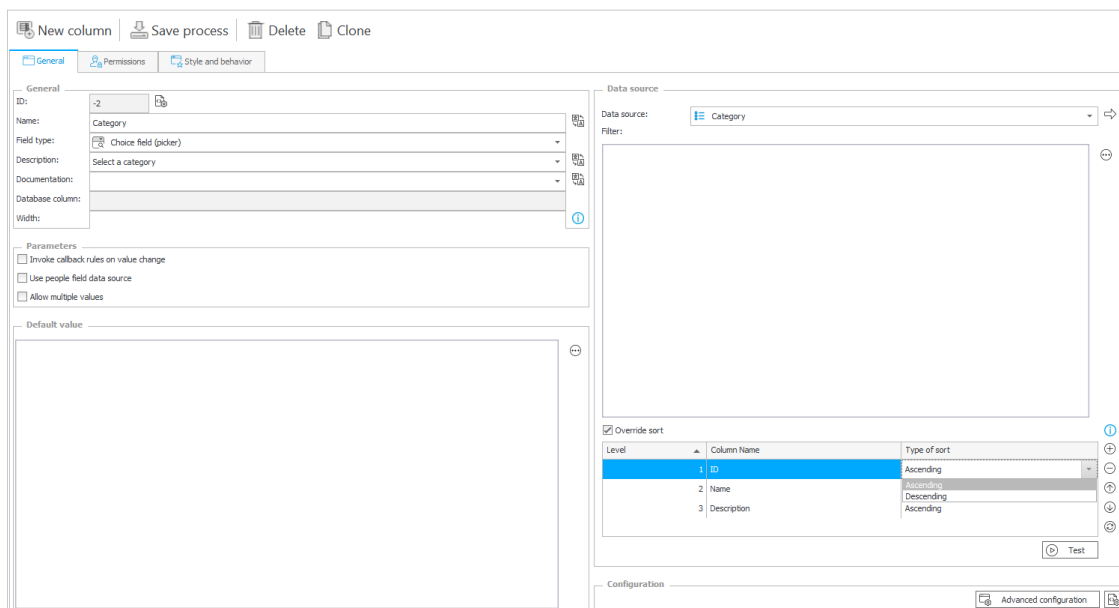 New column Save process Delete Clone
General Permissions Style and behavior
General
ID: -2
Name: Category
Field type: Choice field (picker)
Description: Select a category
Documentation:
Database column:
Width:
Parameters
Invoke callback rules on value change
Use people field data source
Allow multiple values
Default value
Data source
Data source: Category
Filter:
Override sort
Level Column Name Type of sort
1 ID Ascending
Ascending
2 Name
Descending
3 Description Ascending
Test
Configuration
Advanced configuration